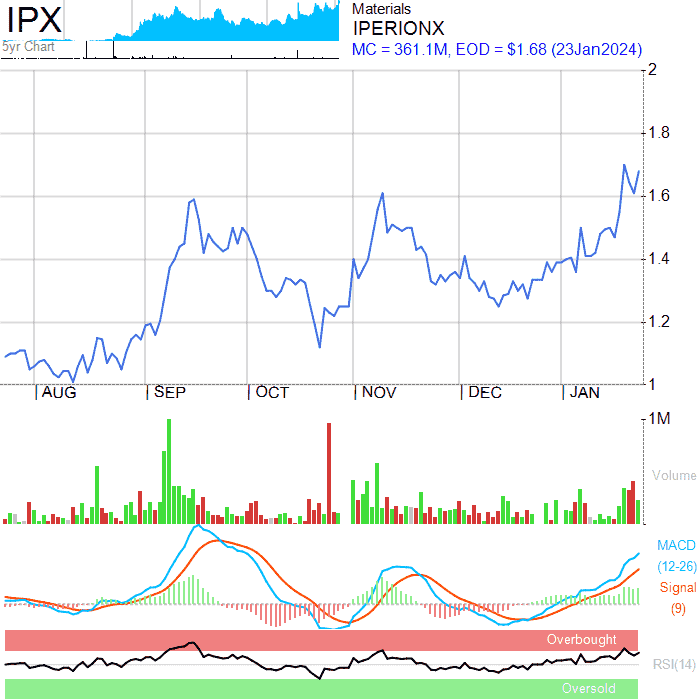 IPX
5yr Chart
Materials
IPERIONX
MC = 361.1M, EOD = $1.68 (23Jan2024)
2
1.8
1.6
1.4
1.2
1
AUG SEP OCT NOV DEC JAN
1M
Volume
MACD
(12-26)
Signal
(9)
Overbought
RSI(14)
Oversold